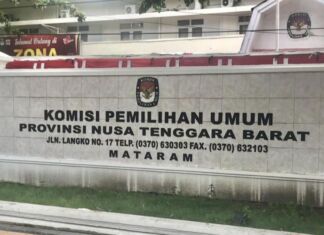 Selamat Datang di
ZONA
KOMISI PEMILIHAN UMUM
PROVINSI NUSA TENGGARA BARAT
JLN. LANGKO NO. 17 TELP. (0370) 630303 FAX. (0370) 632103
MATARAM